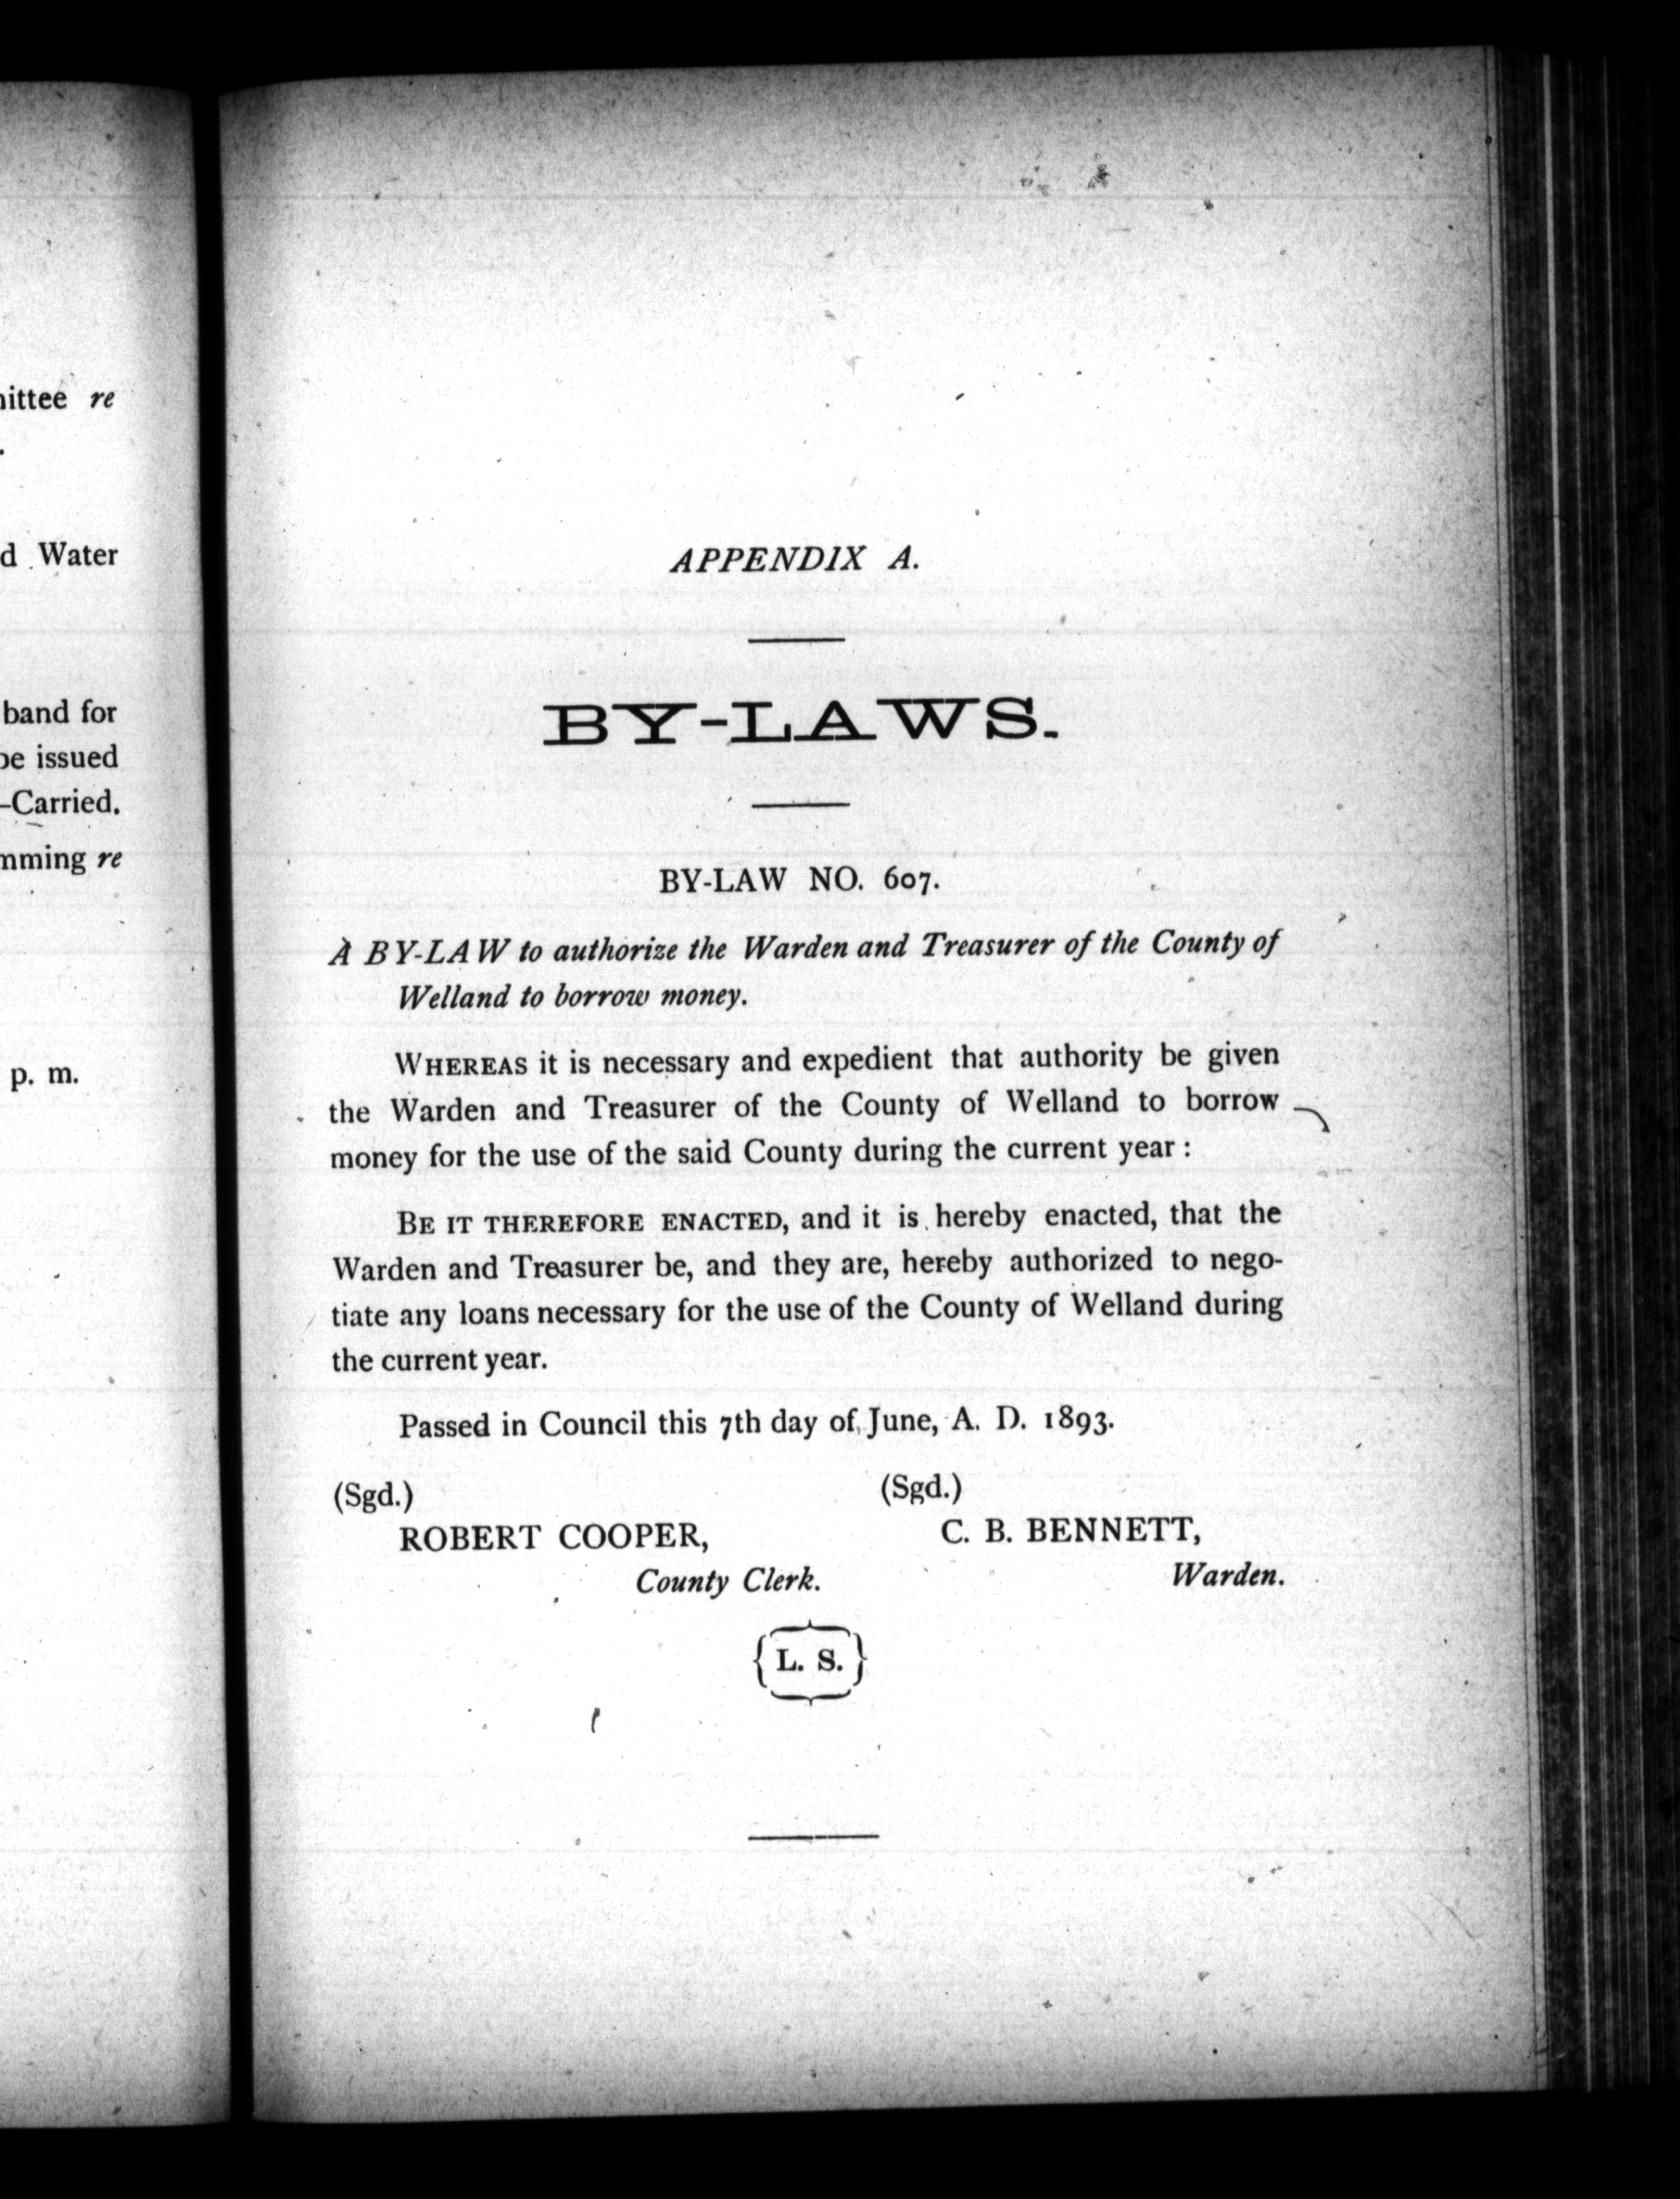 re
d Water
band for
issued
—Carried.
re
p. m.
APPENDIX A.
BY-LAWS.
BY-LAW NO. 607.
A BY-LAW to authorize the Warden and Treasurer of the County of
Welland to borrow money.
WHEREAS it is necessary and expedient that authority be given
the Warden and Treasurer of the County of Welland to borrow
money for the use of the said County during the current year :
BE IT THEREFORE ENACTED, and it is hereby enacted, that the
Warden and Treasurer be, and they are, hereby authorized to nego-
tiate any loans necessary for the use of the County of Welland during
the current year.
Passed in Council this 7th day of June, A. D. 1893.
(Sgd.) (Sgd.)
ROBERT COOPER, C. B. BENNETT,
County Clerk. Warden.
{L. S.}